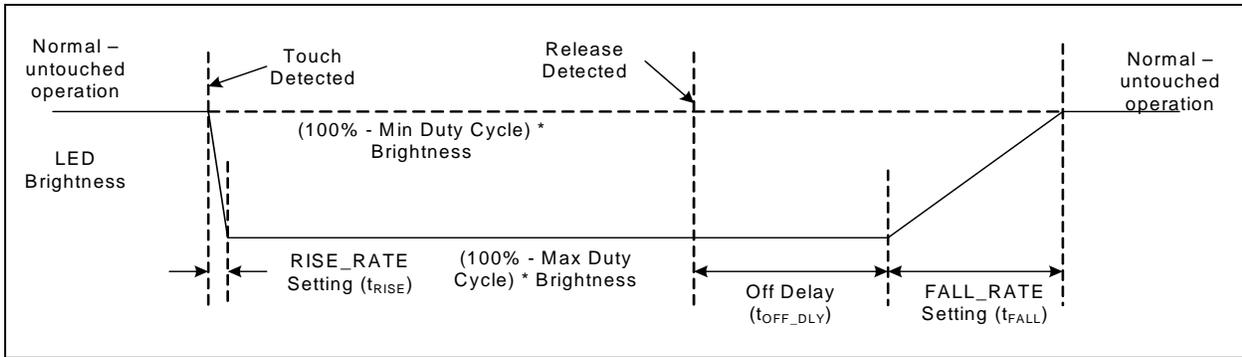 Normal –
untouched
operation
Touch
Detected
Release
Detected
Normal –
untouched
operation
(100% - Min Duty Cycle) *
Brightness
LED
Brightness
RISE_RATE
Setting (tRISE)
(100% - Max Duty
Cycle) * Brightness
Off Delay
(tOFF_DLY)
FALL_RATE
Setting (tFALL)